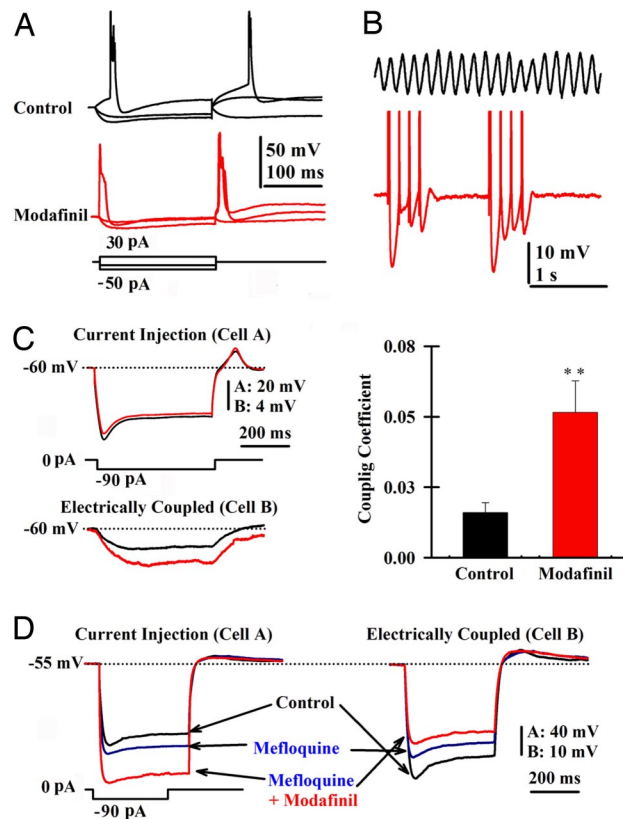 A
B
Control
50 mV
100 ms
Modafinil
30 pA
-50 pA
10 mV
1 s
C
Current Injection (Cell A)
-60 mV
A: 20 mV
B: 4 mV
200 ms
0 pA
-90 pA
Electrically Coupled (Cell B)
-60 mV
0.08
0.05
0.03
0.00
Couplig Coefficient
**
Control
Modafinil
D
Current Injection (Cell A)
Electrically Coupled (Cell B)
-55 mV
Control
Mefloquine
Mefloquine
+ Modafinil
A: 40 mV
B: 10 mV
200 ms
0 pA
-90 pA